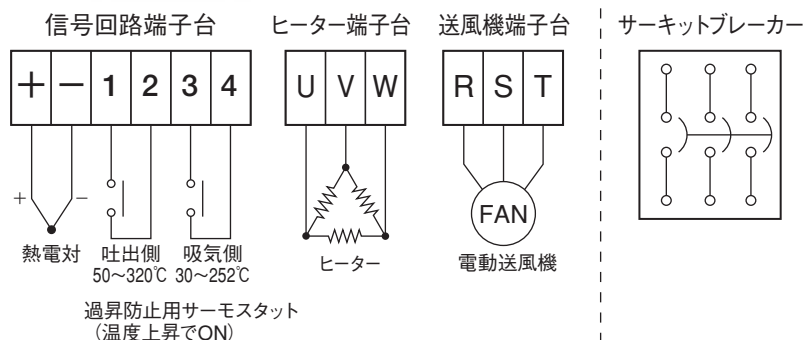 信号回路端子台
ヒーター端子台
送風機端子台
サーキットブレーカー
＋ − 1 2 3 4
U V W
R S T
＋ −
FAN
熱電対
吐出側
50～320℃
吸気側
30～252℃
ヒーター
電動送風機
過昇防止用サーモスタット
（温度上昇でON）